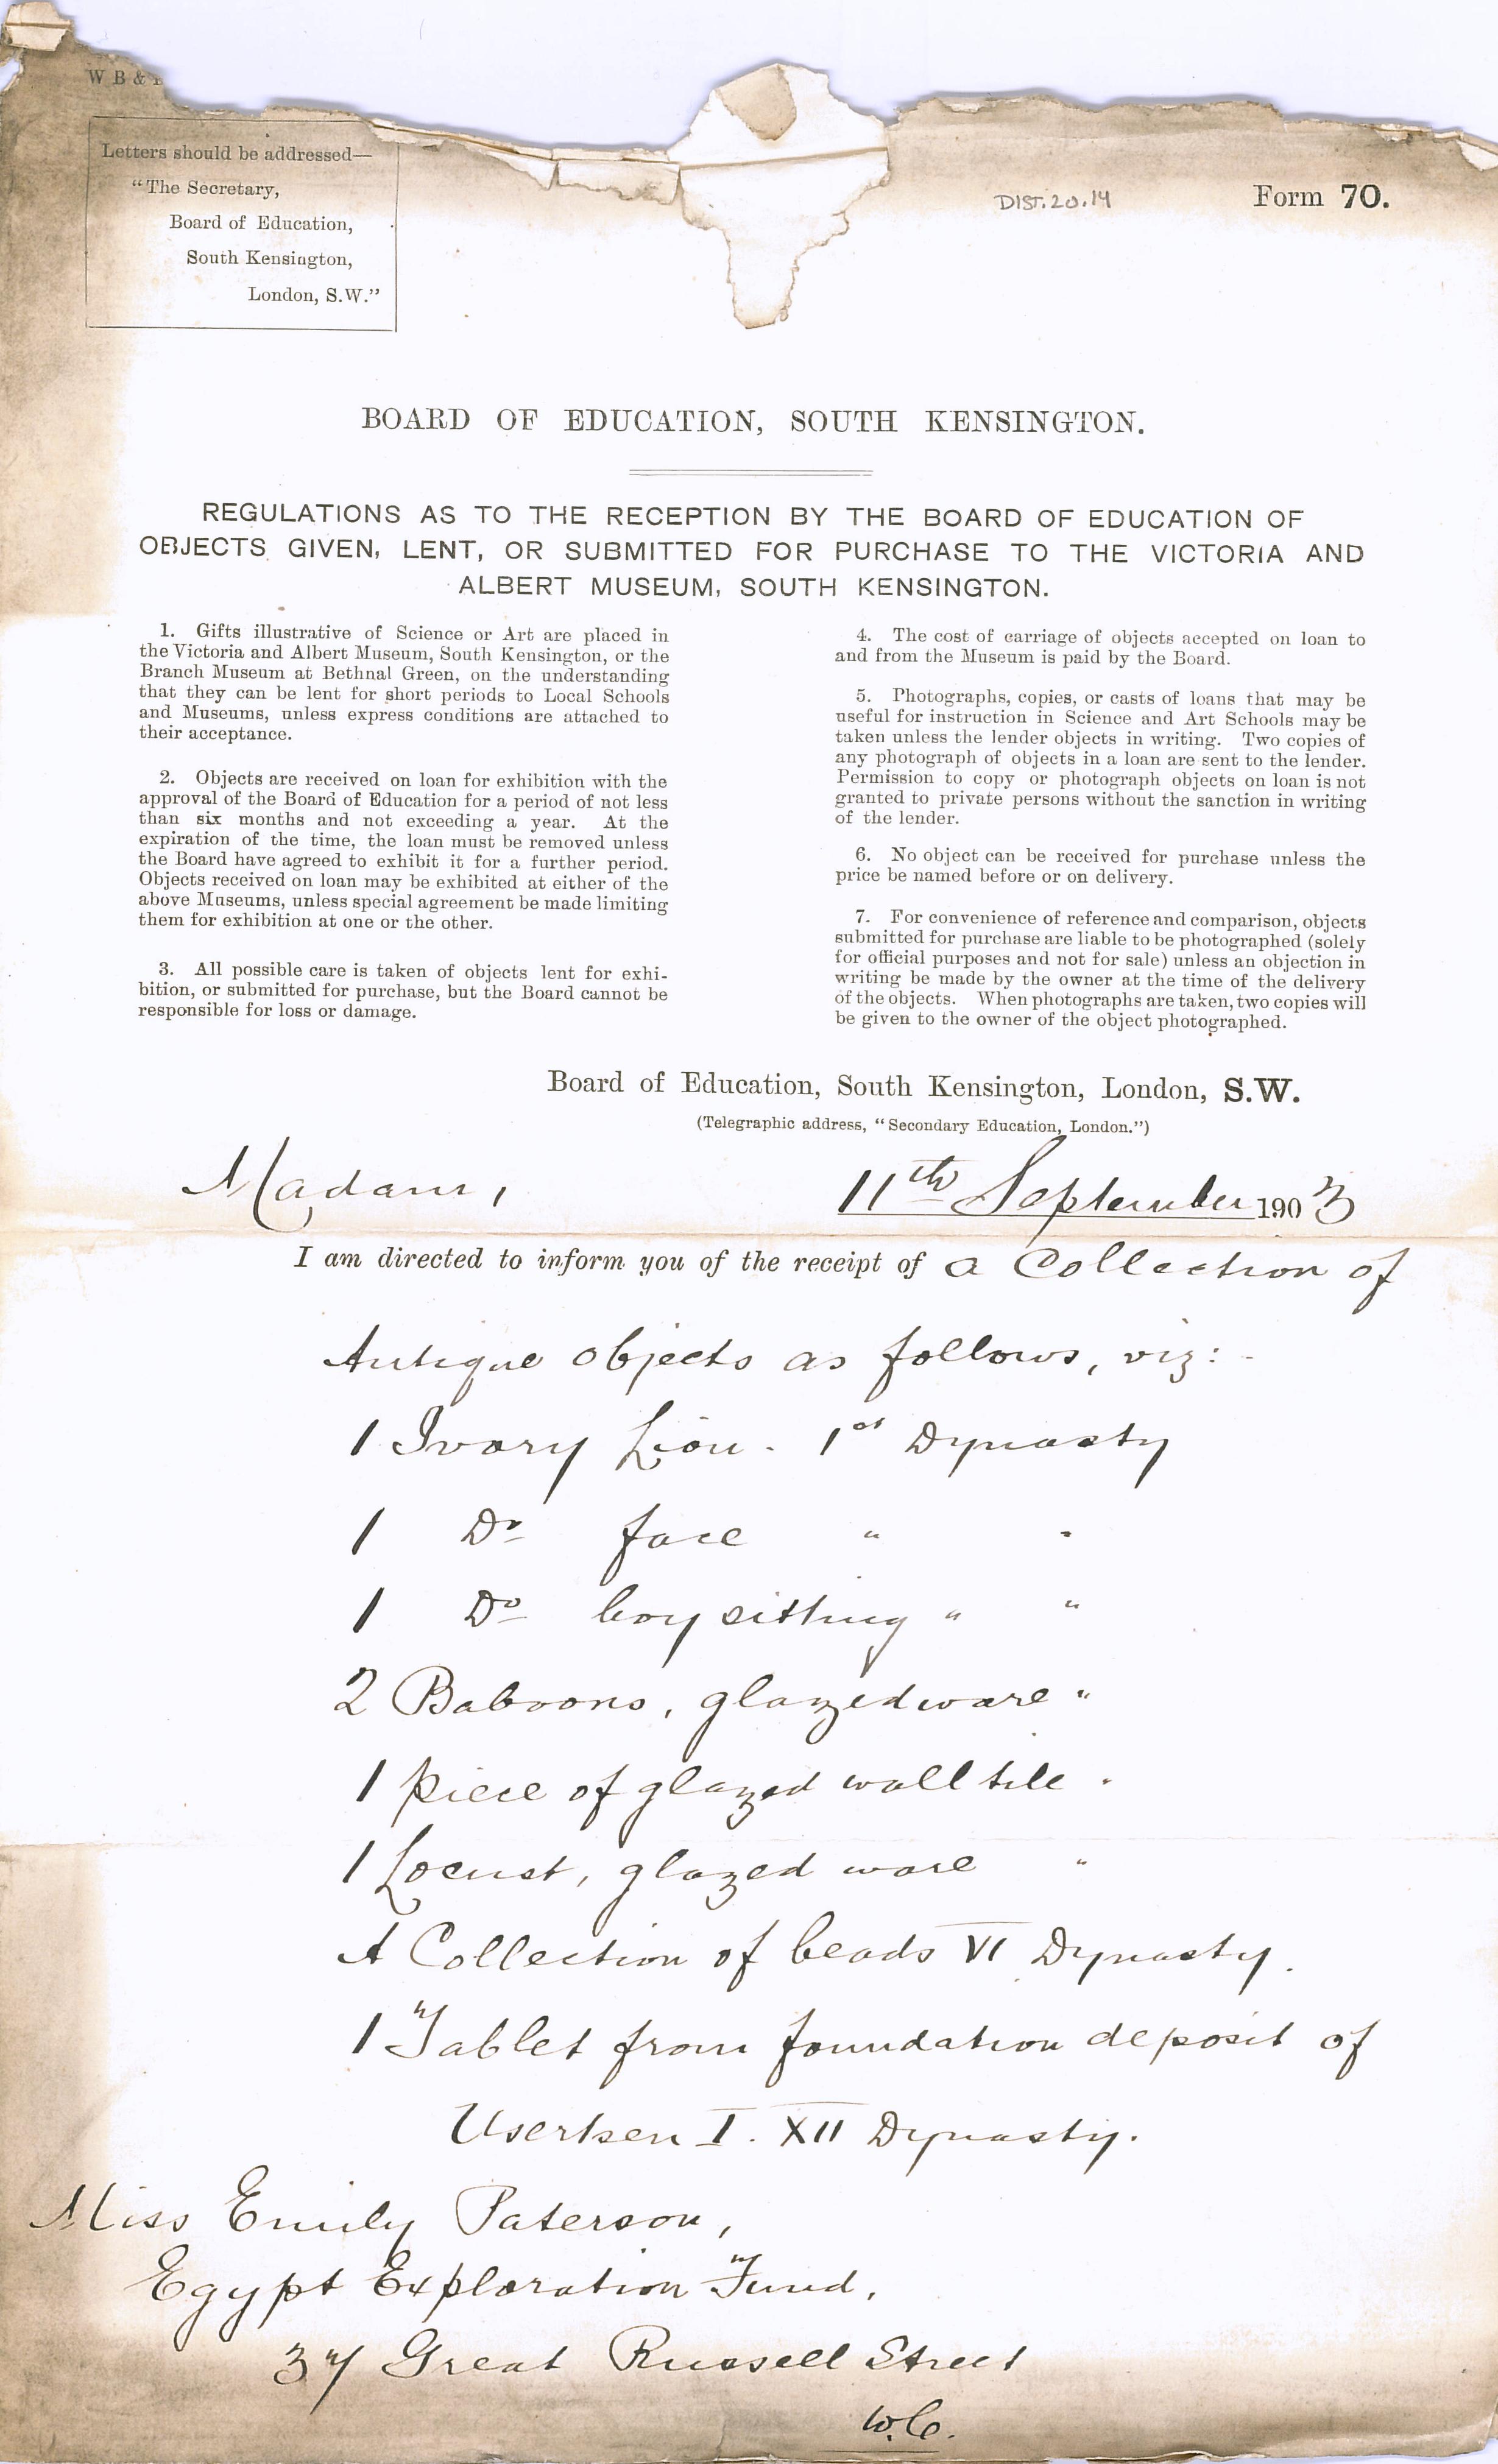 W B &
Letters should be addressed—
"The Secretary,
Board of Education,
South Kensington,
London, S.W."
DIST.20.14
Form 70.
BOARD OF EDUCATION, SOUTH KENSINGTON.
REGULATIONS AS TO THE RECEPTION BY THE BOARD OF EDUCATION OF
OBJECTS GIVEN, LENT, OR SUBMITTED FOR PURCHASE TO THE VICTORIA AND
ALBERT MUSEUM, SOUTH KENSINGTON.
1. Gifts illustrative of Science or Art are placed in
the Victoria and Albert Museum, South Kensington, or the
Branch Museum at Bethnal Green, on the understanding
that they can be lent for short periods to Local Schools
and Museums, unless express conditions are attached to
their acceptance.
2. Objects are received on loan for exhibition with the
approval of the Board of Education for a period of not less
than six months and not exceeding a year. At the
expiration of the time, the loan must be removed unless
the Board have agreed to exhibit it for a further period.
Objects received on loan may be exhibited at either of the
above Museums, unless special agreement be made limiting
them for exhibition at one or the other.
3. All possible care is taken of objects lent for exhi-
bition, or submitted for purchase, but the Board cannot be
responsible for loss or damage.
4. The cost of carriage of objects accepted on loan to
and from the Museum is paid by the Board.
5. Photographs, copies, or casts of loans that may be
useful for instruction in Science and Art Schools may be
taken unless the lender objects in writing. Two copies of
any photograph of objects in a loan are sent to the lender.
Permission to copy or photograph objects on loan is not
granted to private persons without the sanction in writing
of the lender.
6. No object can be received for purchase unless the
price be named before or on delivery.
7. For convenience of reference and comparison, objects
submitted for purchase are liable to be photographed (solely
for official purposes and not for sale) unless an objection in
writing be made by the owner at the time of the delivery
of the objects. When photographs are taken, two copies will
be given to the owner of the object photographed.
Board of Education, South Kensington, London, S.W.
(Telegraphic address, "Secondary Education, London.")
Madam,
11th September 1903
I am directed to inform you of the receipt of a Collection of
Antique objects as follows, viz:-
1 Ivory Lion - 1st Dynasty
1 Do face " "
1 Do boy sitting " "
2 Baboons, glazed ware "
1 piece of glazed wall tile "
1 Locust, glazed ware "
A Collection of beads VI Dynasty.
1 Tablet from foundation deposit of
Usertsen I. XII Dynasty.
Miss Emily Paterson,
Egypt Exploration Fund,
37 Great Russell Street
W.C.